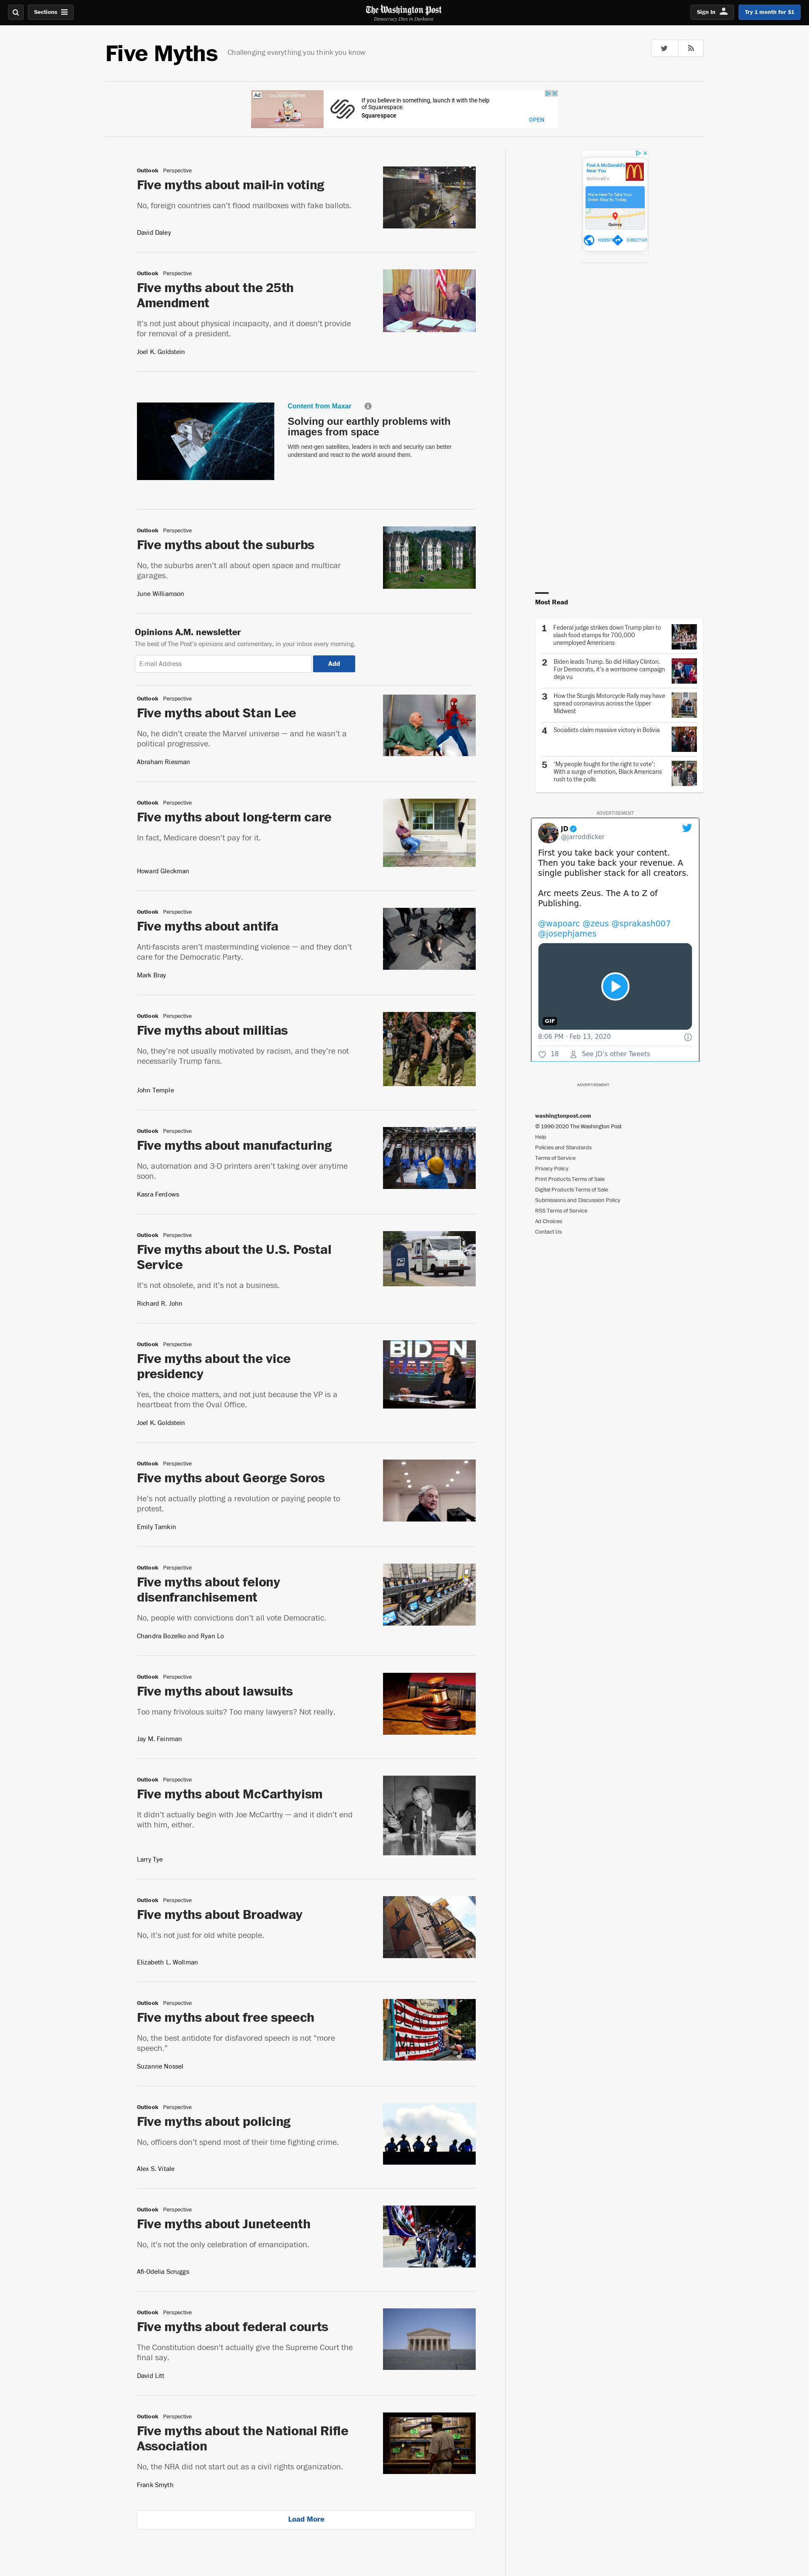 Sections
The Washington Post
Democracy Dies in Darkness
Sign In
Try 1 month for $1
Five Myths
Challenging everything you think you know
Ad
If you believe in something, launch it with the help
of Squarespace.
Squarespace
OPEN
Outlook Perspective
Five myths about mail-in voting
No, foreign countries can't flood mailboxes with fake ballots.
David Daley
Outlook Perspective
Five myths about the 25th
Amendment
It's not just about physical incapacity, and it doesn't provide
for removal of a president.
Joel K. Goldstein
Content from Maxar
Solving our earthly problems with
images from space
With next-gen satellites, leaders in tech and security can better
understand and react to the world around them.
Outlook Perspective
Five myths about the suburbs
No, the suburbs aren't all about open space and multicar
garages.
June Williamson
Opinions A.M. newsletter
The best of The Post's opinions and commentary, in your inbox every morning.
E-mail Address
Add
Outlook Perspective
Five myths about Stan Lee
No, he didn't create the Marvel universe — and he wasn't a
political progressive.
Abraham Riesman
Outlook Perspective
Five myths about long-term care
In fact, Medicare doesn't pay for it.
Howard Gleckman
Outlook Perspective
Five myths about antifa
Anti-fascists aren't masterminding violence — and they don't
care for the Democratic Party.
Mark Bray
Outlook Perspective
Five myths about militias
No, they're not usually motivated by racism, and they're not
necessarily Trump fans.
John Temple
Outlook Perspective
Five myths about manufacturing
No, automation and 3-D printers aren't taking over anytime
soon.
Kasra Ferdows
Outlook Perspective
Five myths about the U.S. Postal
Service
It's not obsolete, and it's not a business.
Richard R. John
Outlook Perspective
Five myths about the vice
presidency
Yes, the choice matters, and not just because the VP is a
heartbeat from the Oval Office.
Joel K. Goldstein
BIDEN
HARRIS
Outlook Perspective
Five myths about George Soros
He's not actually plotting a revolution or paying people to
protest.
Emily Tamkin
Outlook Perspective
Five myths about felony
disenfranchisement
No, people with convictions don't all vote Democratic.
Chandra Bozelko and Ryan Lo
Outlook Perspective
Five myths about lawsuits
Too many frivolous suits? Too many lawyers? Not really.
Jay M. Feinman
Outlook Perspective
Five myths about McCarthyism
It didn't actually begin with Joe McCarthy — and it didn't end
with him, either.
Larry Tye
Outlook Perspective
Five myths about Broadway
No, it's not just for old white people.
Elizabeth L. Wollman
Outlook Perspective
Five myths about free speech
No, the best antidote for disfavored speech is not "more
speech."
Suzanne Nossel
Outlook Perspective
Five myths about policing
No, officers don't spend most of their time fighting crime.
Alex S. Vitale
Outlook Perspective
Five myths about Juneteenth
No, it's not the only celebration of emancipation.
Afi-Odelia Scruggs
Outlook Perspective
Five myths about federal courts
The Constitution doesn't actually give the Supreme Court the
final say.
David Litt
Outlook Perspective
Five myths about the National Rifle
Association
No, the NRA did not start out as a civil rights organization.
Frank Smyth
Load More
Find A McDonald's
Near You
McDonald's
We're Here To Take Your
Order. Stop By Today.
Quincy
WEBSIT
DIRECTION
Most Read
1 Federal judge strikes down Trump plan to
slash food stamps for 700,000
unemployed Americans
2 Biden leads Trump. So did Hillary Clinton.
For Democrats, it's a worrisome campaign
deja vu
3 How the Sturgis Motorcycle Rally may have
spread coronavirus across the Upper
Midwest
4 Socialists claim massive victory in Bolivia
5 'My people fought for the right to vote':
With a surge of emotion, Black Americans
rush to the polls
ADVERTISEMENT
JD
@jarroddicker
First you take back your content.
Then you take back your revenue. A
single publisher stack for all creators.
Arc meets Zeus. The A to Z of
Publishing.
@wapoarc @zeus @sprakash007
@josephjames
GIF
8:06 PM · Feb 13, 2020
18 See JD's other Tweets
ADVERTISEMENT
washingtonpost.com
© 1996-2020 The Washington Post
Help
Policies and Standards
Terms of Service
Privacy Policy
Print Products Terms of Sale
Digital Products Terms of Sale
Submissions and Discussion Policy
RSS Terms of Service
Ad Choices
Contact Us